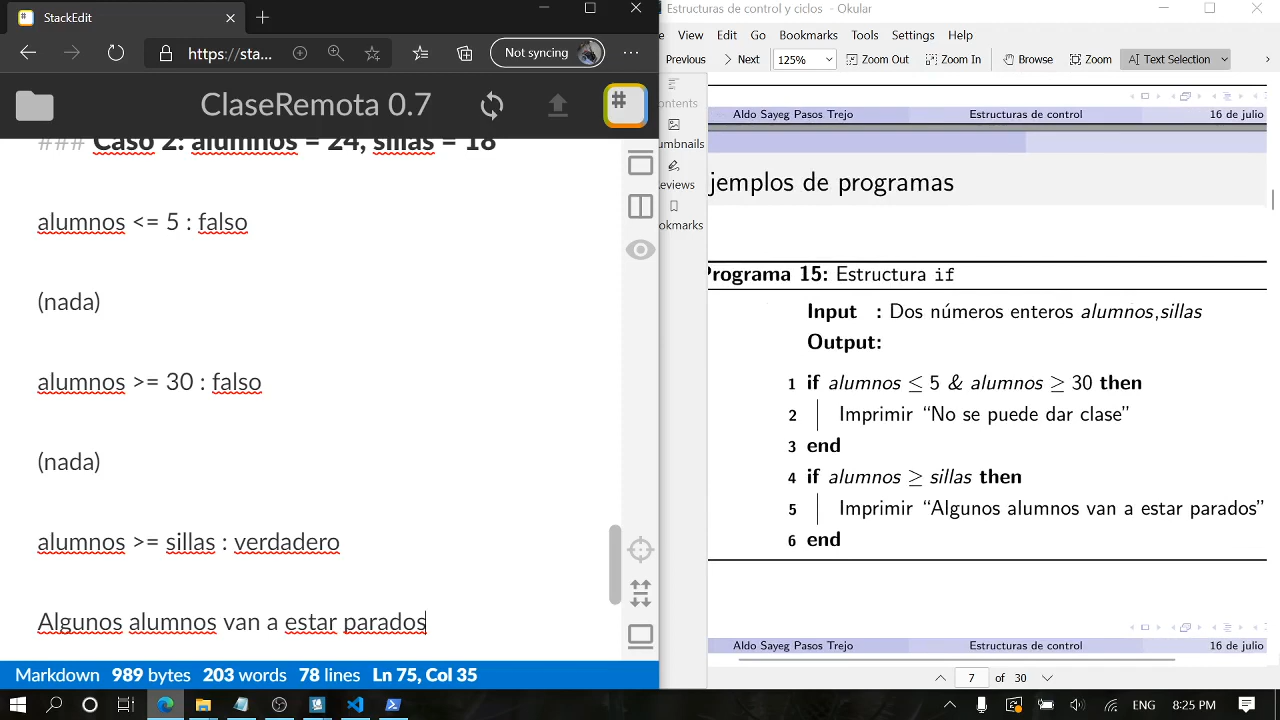 StackEdit
https://sta...
Not syncing
ClaseRemota 0.7
### Caso 2: alumnos = 24, sillas = 18
alumnos <= 5 : falso
(nada)
alumnos >= 30 : falso
(nada)
alumnos >= sillas : verdadero
Algunos alumnos van a estar parados
Markdown 989 bytes 203 words 78 lines Ln 75, Col 35
Estructuras de control y ciclos - Okular
e View Edit Go Bookmarks Tools Settings Help
Previous Next 125% Zoom Out Zoom In Browse Zoom Text Selection
ontents
umbnails
eviews
okmarks
Aldo Sayeg Pasos Trejo Estructuras de control 16 de julio
jemplos de programas
Programa 15: Estructura if
Input : Dos números enteros alumnos,sillas
Output:
1 if alumnos ≤ 5 & alumnos ≥ 30 then
2 Imprimir “No se puede dar clase”
3 end
4 if alumnos ≥ sillas then
5 Imprimir “Algunos alumnos van a estar parados”
6 end
Aldo Sayeg Pasos Trejo Estructuras de control 16 de julio
7 of 30
ENG 8:25 PM